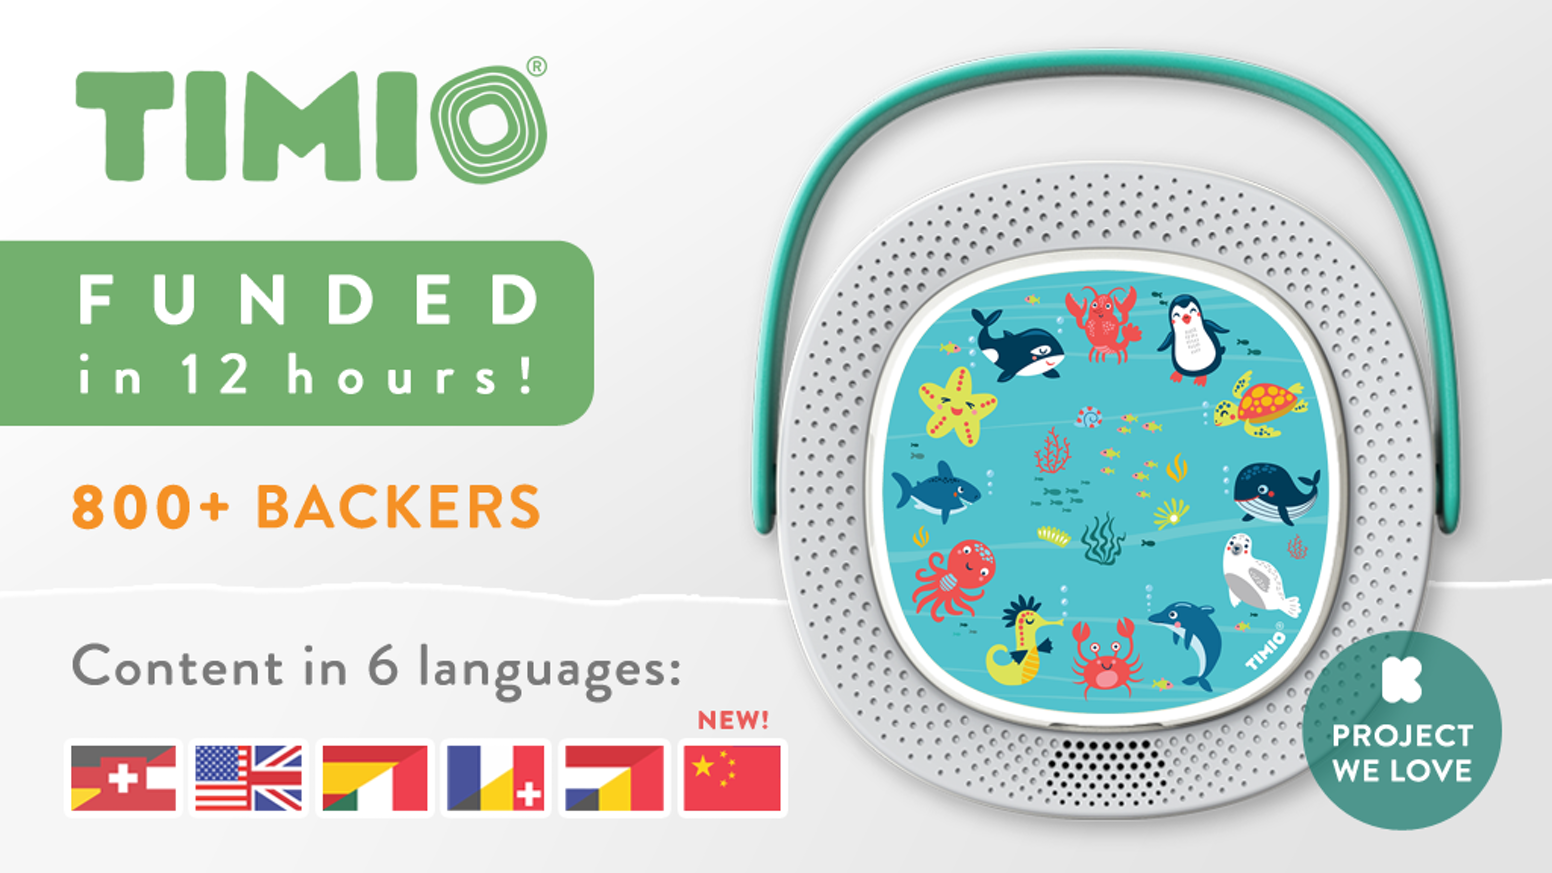 TIMIO®
FUNDED
in 12 hours!
800+ BACKERS
Content in 6 languages:
NEW!
TIMIO®
K
PROJECT
WE LOVE